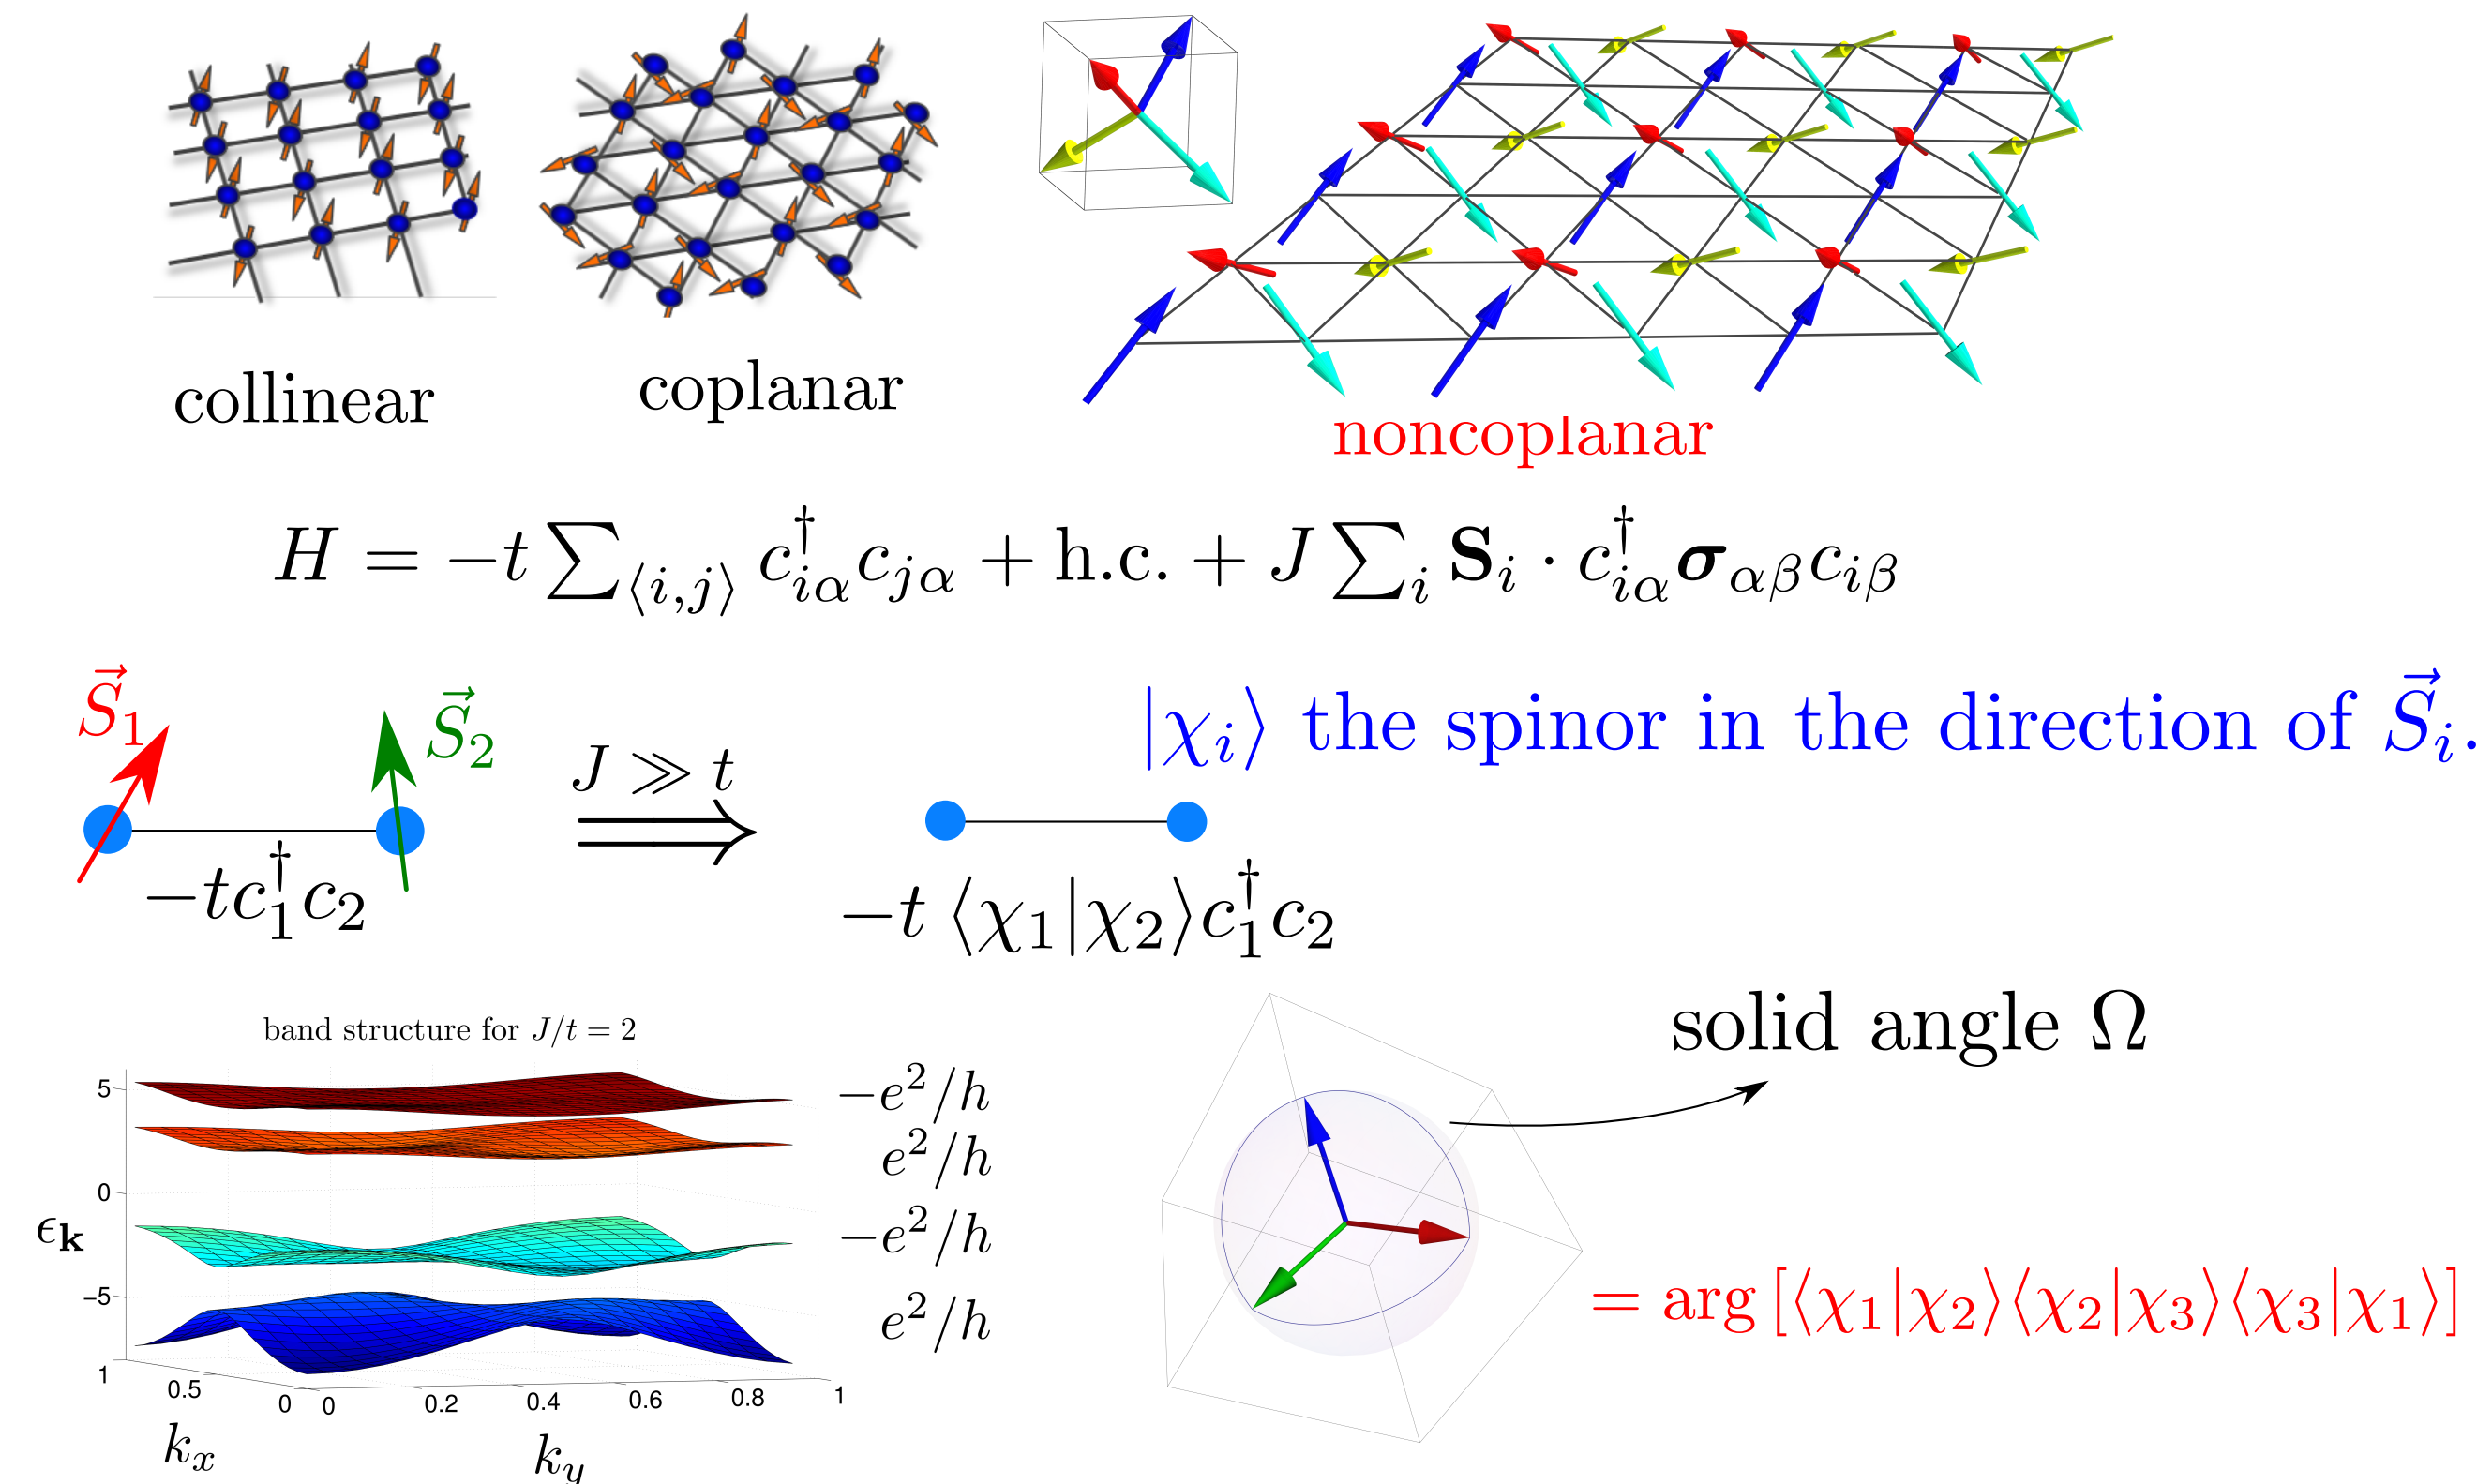 collinear
coplanar
noncoplanar
H = −t ∑⟨i,j⟩ c†iα cjα + h.c. + J ∑i Si · c†iα σαβ ciβ
S⃗1
S⃗2
J ≫ t
|χi⟩ the spinor in the direction of S⃗i.
−tc†1c2
−t ⟨χ1|χ2⟩c†1c2
band structure for J/t = 2
solid angle Ω
= arg [⟨χ1|χ2⟩⟨χ2|χ3⟩⟨χ3|χ1⟩]
5
0
−5
ϵk
−e²/h
e²/h
−e²/h
e²/h
1
0.5
0
0
0.2
0.4
0.6
0.8
1
kx
ky